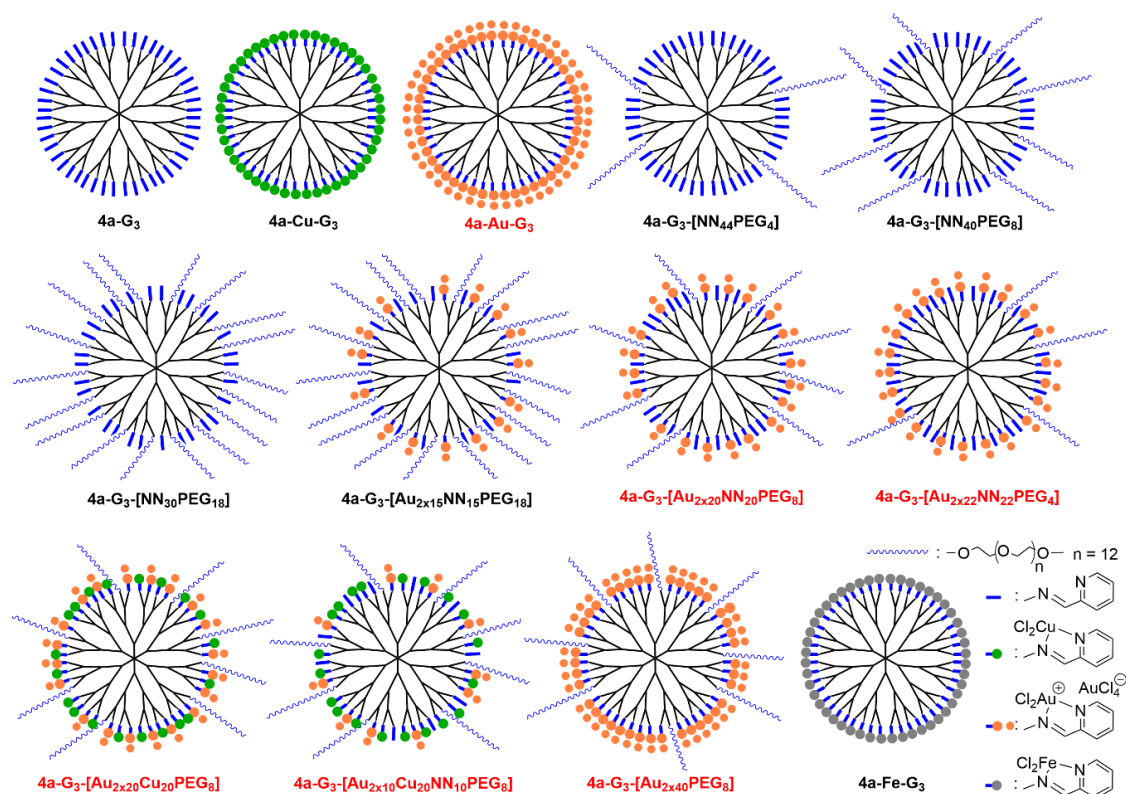 4a-G₃ 4a-Cu-G₃ 4a-Au-G₃ 4a-G₃-[NN₄₄PEG₄] 4a-G₃-[NN₄₀PEG₈]
4a-G₃-[NN₃₀PEG₁₈] 4a-G₃-[Au₂ₓ₁₅NN₁₅PEG₁₈] 4a-G₃-[Au₂ₓ₂₀NN₂₀PEG₈] 4a-G₃-[Au₂ₓ₂₂NN₂₂PEG₄]
: —O (O) O— n = 12
n
: N N
Cl₂Cu
: N N
Cl₂Au⊕ AuCl₄⊖
: N N
Cl₂Fe
: N N
4a-G₃-[Au₂ₓ₂₀Cu₂₀PEG₈] 4a-G₃-[Au₂ₓ₁₀Cu₂₀NN₁₀PEG₈] 4a-G₃-[Au₂ₓ₄₀PEG₈] 4a-Fe-G₃